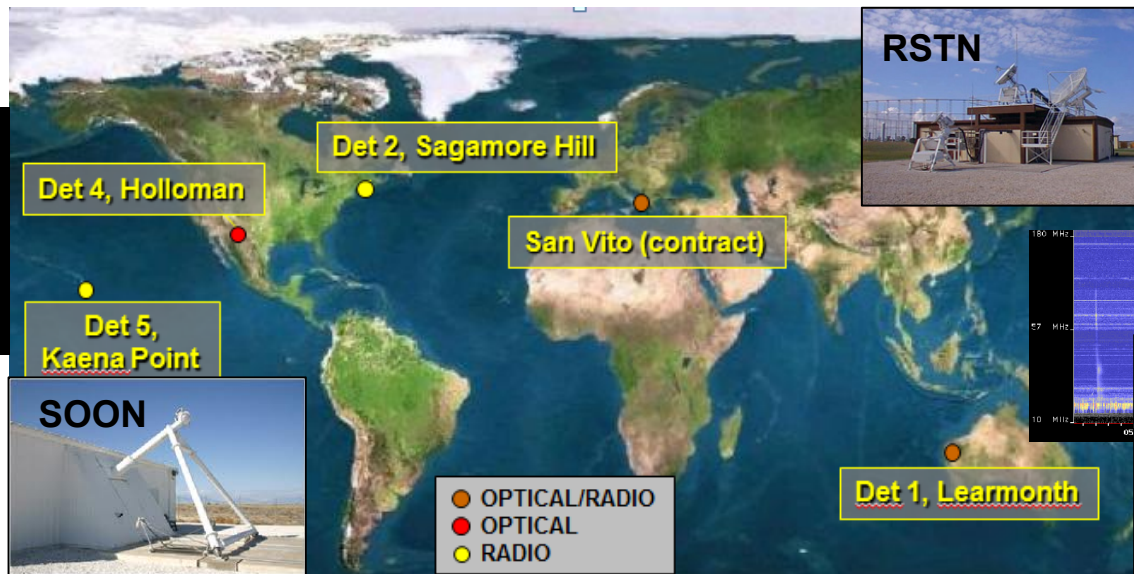 RSTN
Det 2, Sagamore Hill
Det 4, Holloman
San Vito (contract)
180 MHz
57 MHz
10 MHz
05
Det 5,
Kaena Point
SOON
Det 1, Learmonth
OPTICAL/RADIO
OPTICAL
RADIO